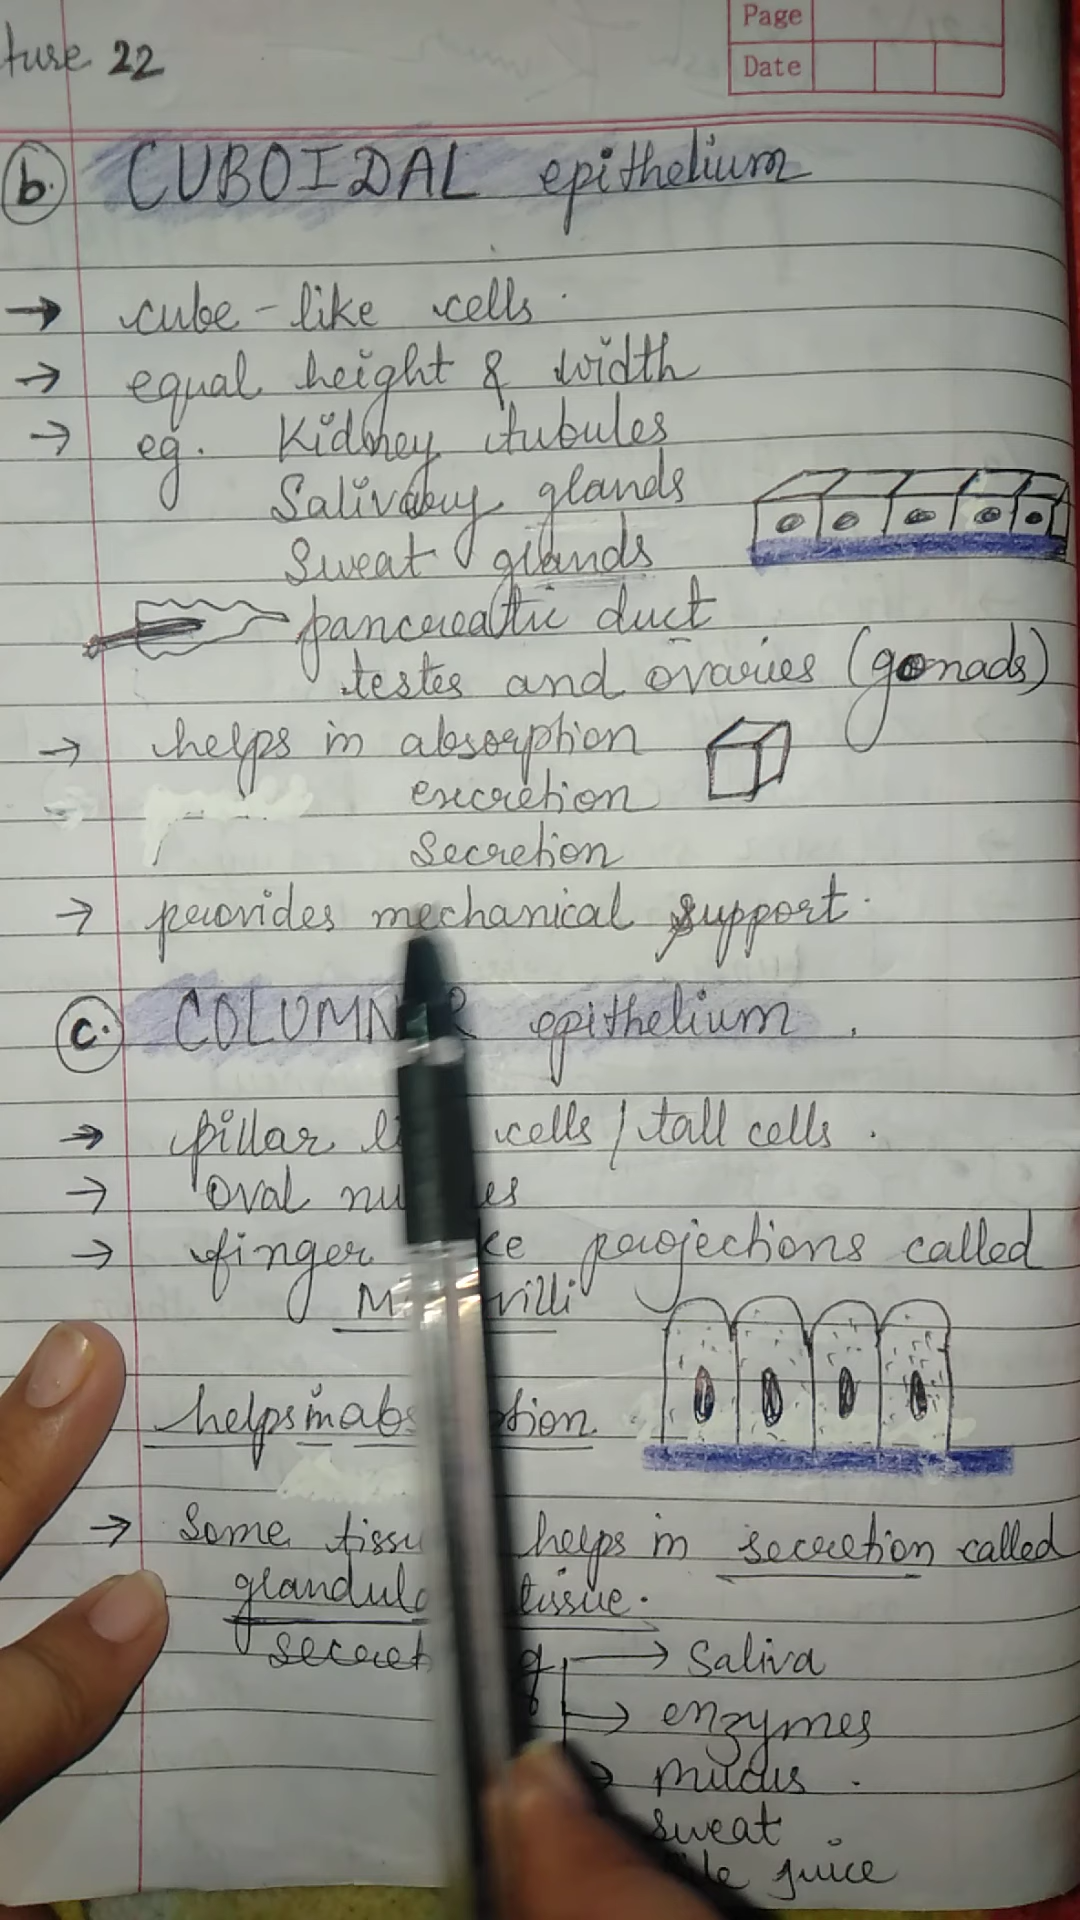 Page
ture 22
Date
b. CUBOIDAL epithelium
→ cube-like cells.
→ equal height & width
→ eg. Kidney tubules
Salivary glands
Sweat glands
pancreatic duct
testes and ovaries (gonads)
→ helps in absorption
excretion
Secretion
→ provides mechanical support.
c. epithelium.
→ pillar cells / tall cells.
→ oval
→ finger projections called
helps in
→ Some helps in secretion called
tissue.
→ Saliva
→ enzymes
→ mucus.
sweat.
juice